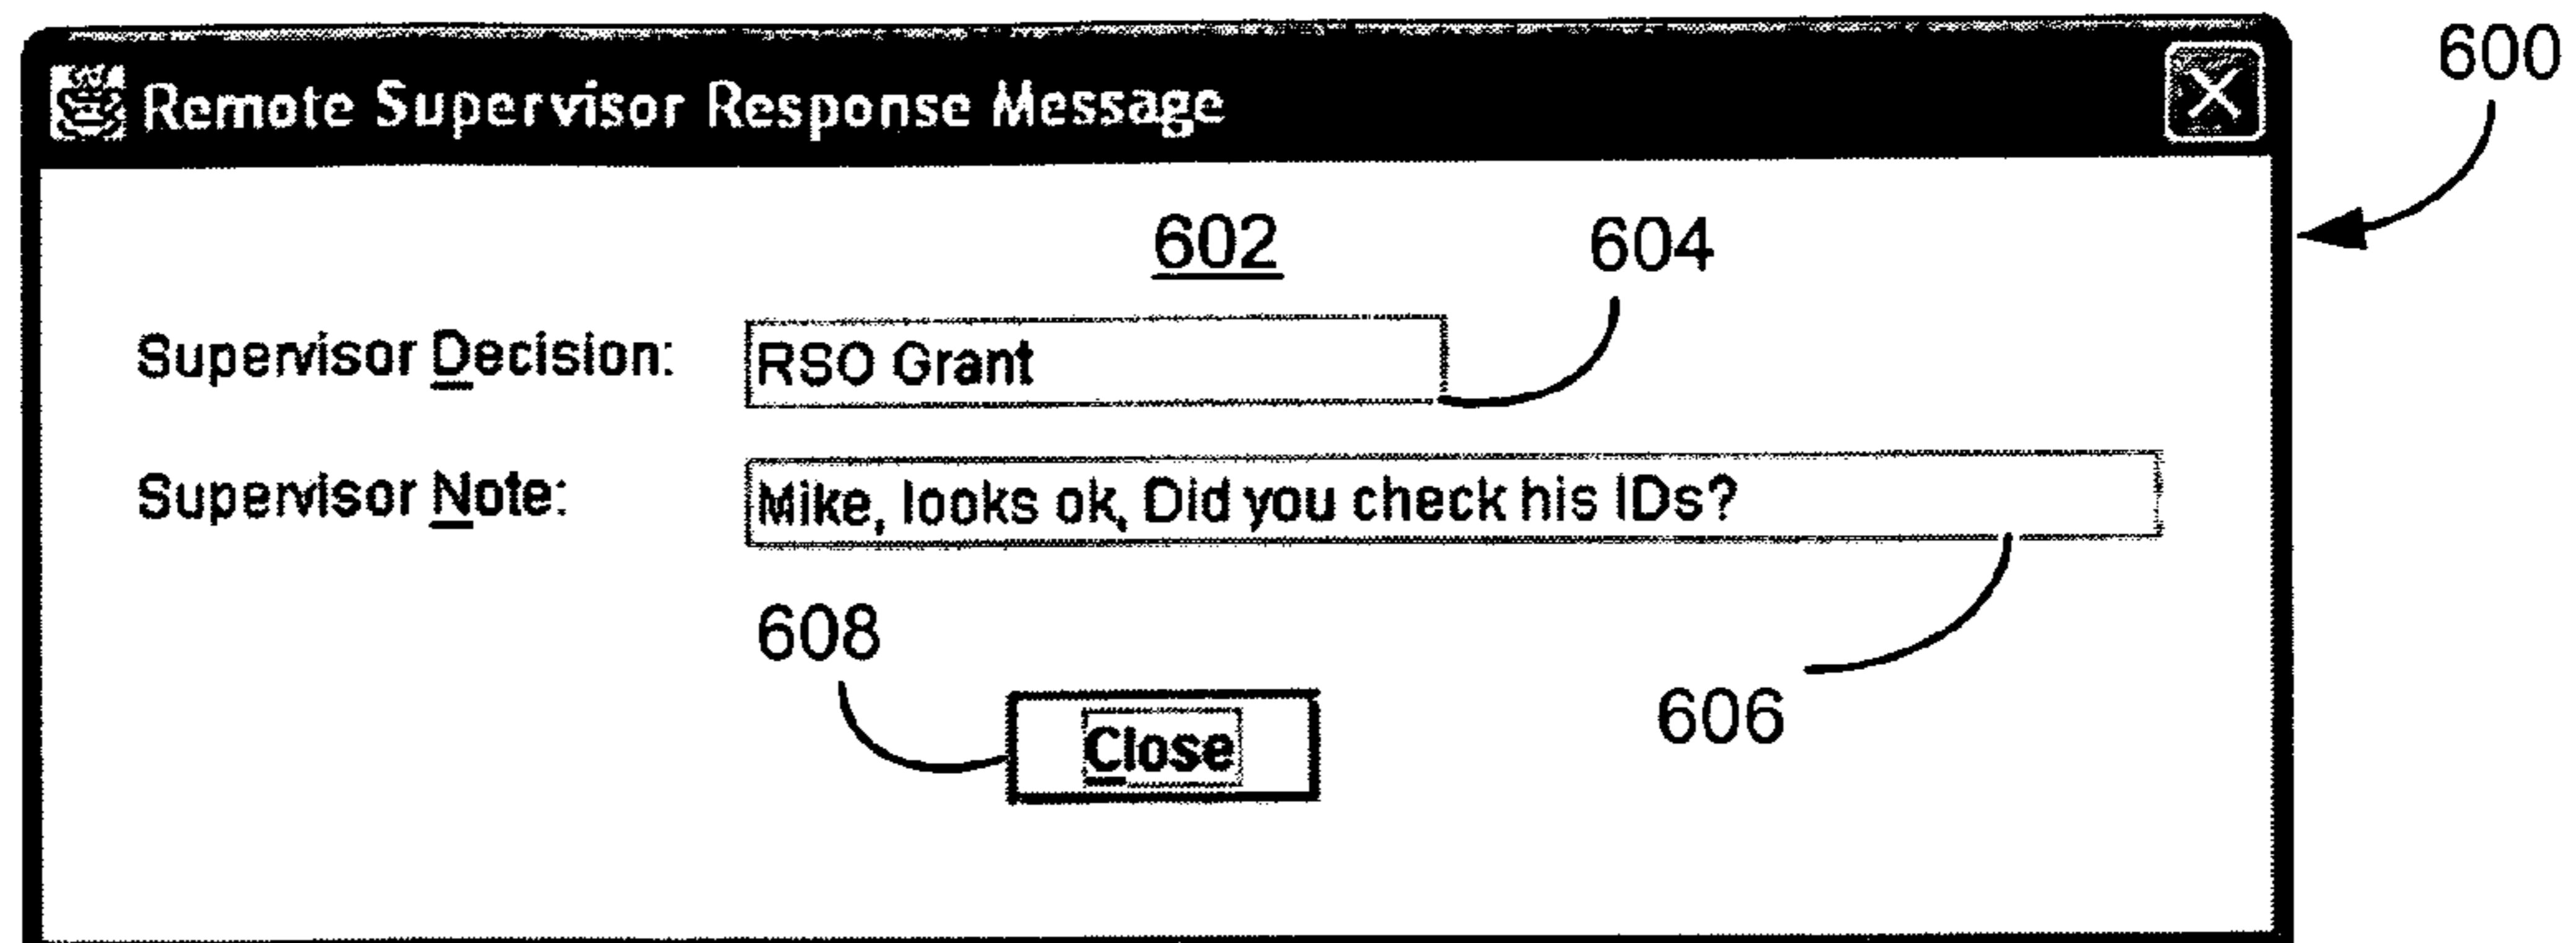 Remote Supervisor Response Message
600
602
604
Supervisor Decision: RSO Grant
Supervisor Note: Mike, looks ok, Did you check his IDs?
608
606
Close